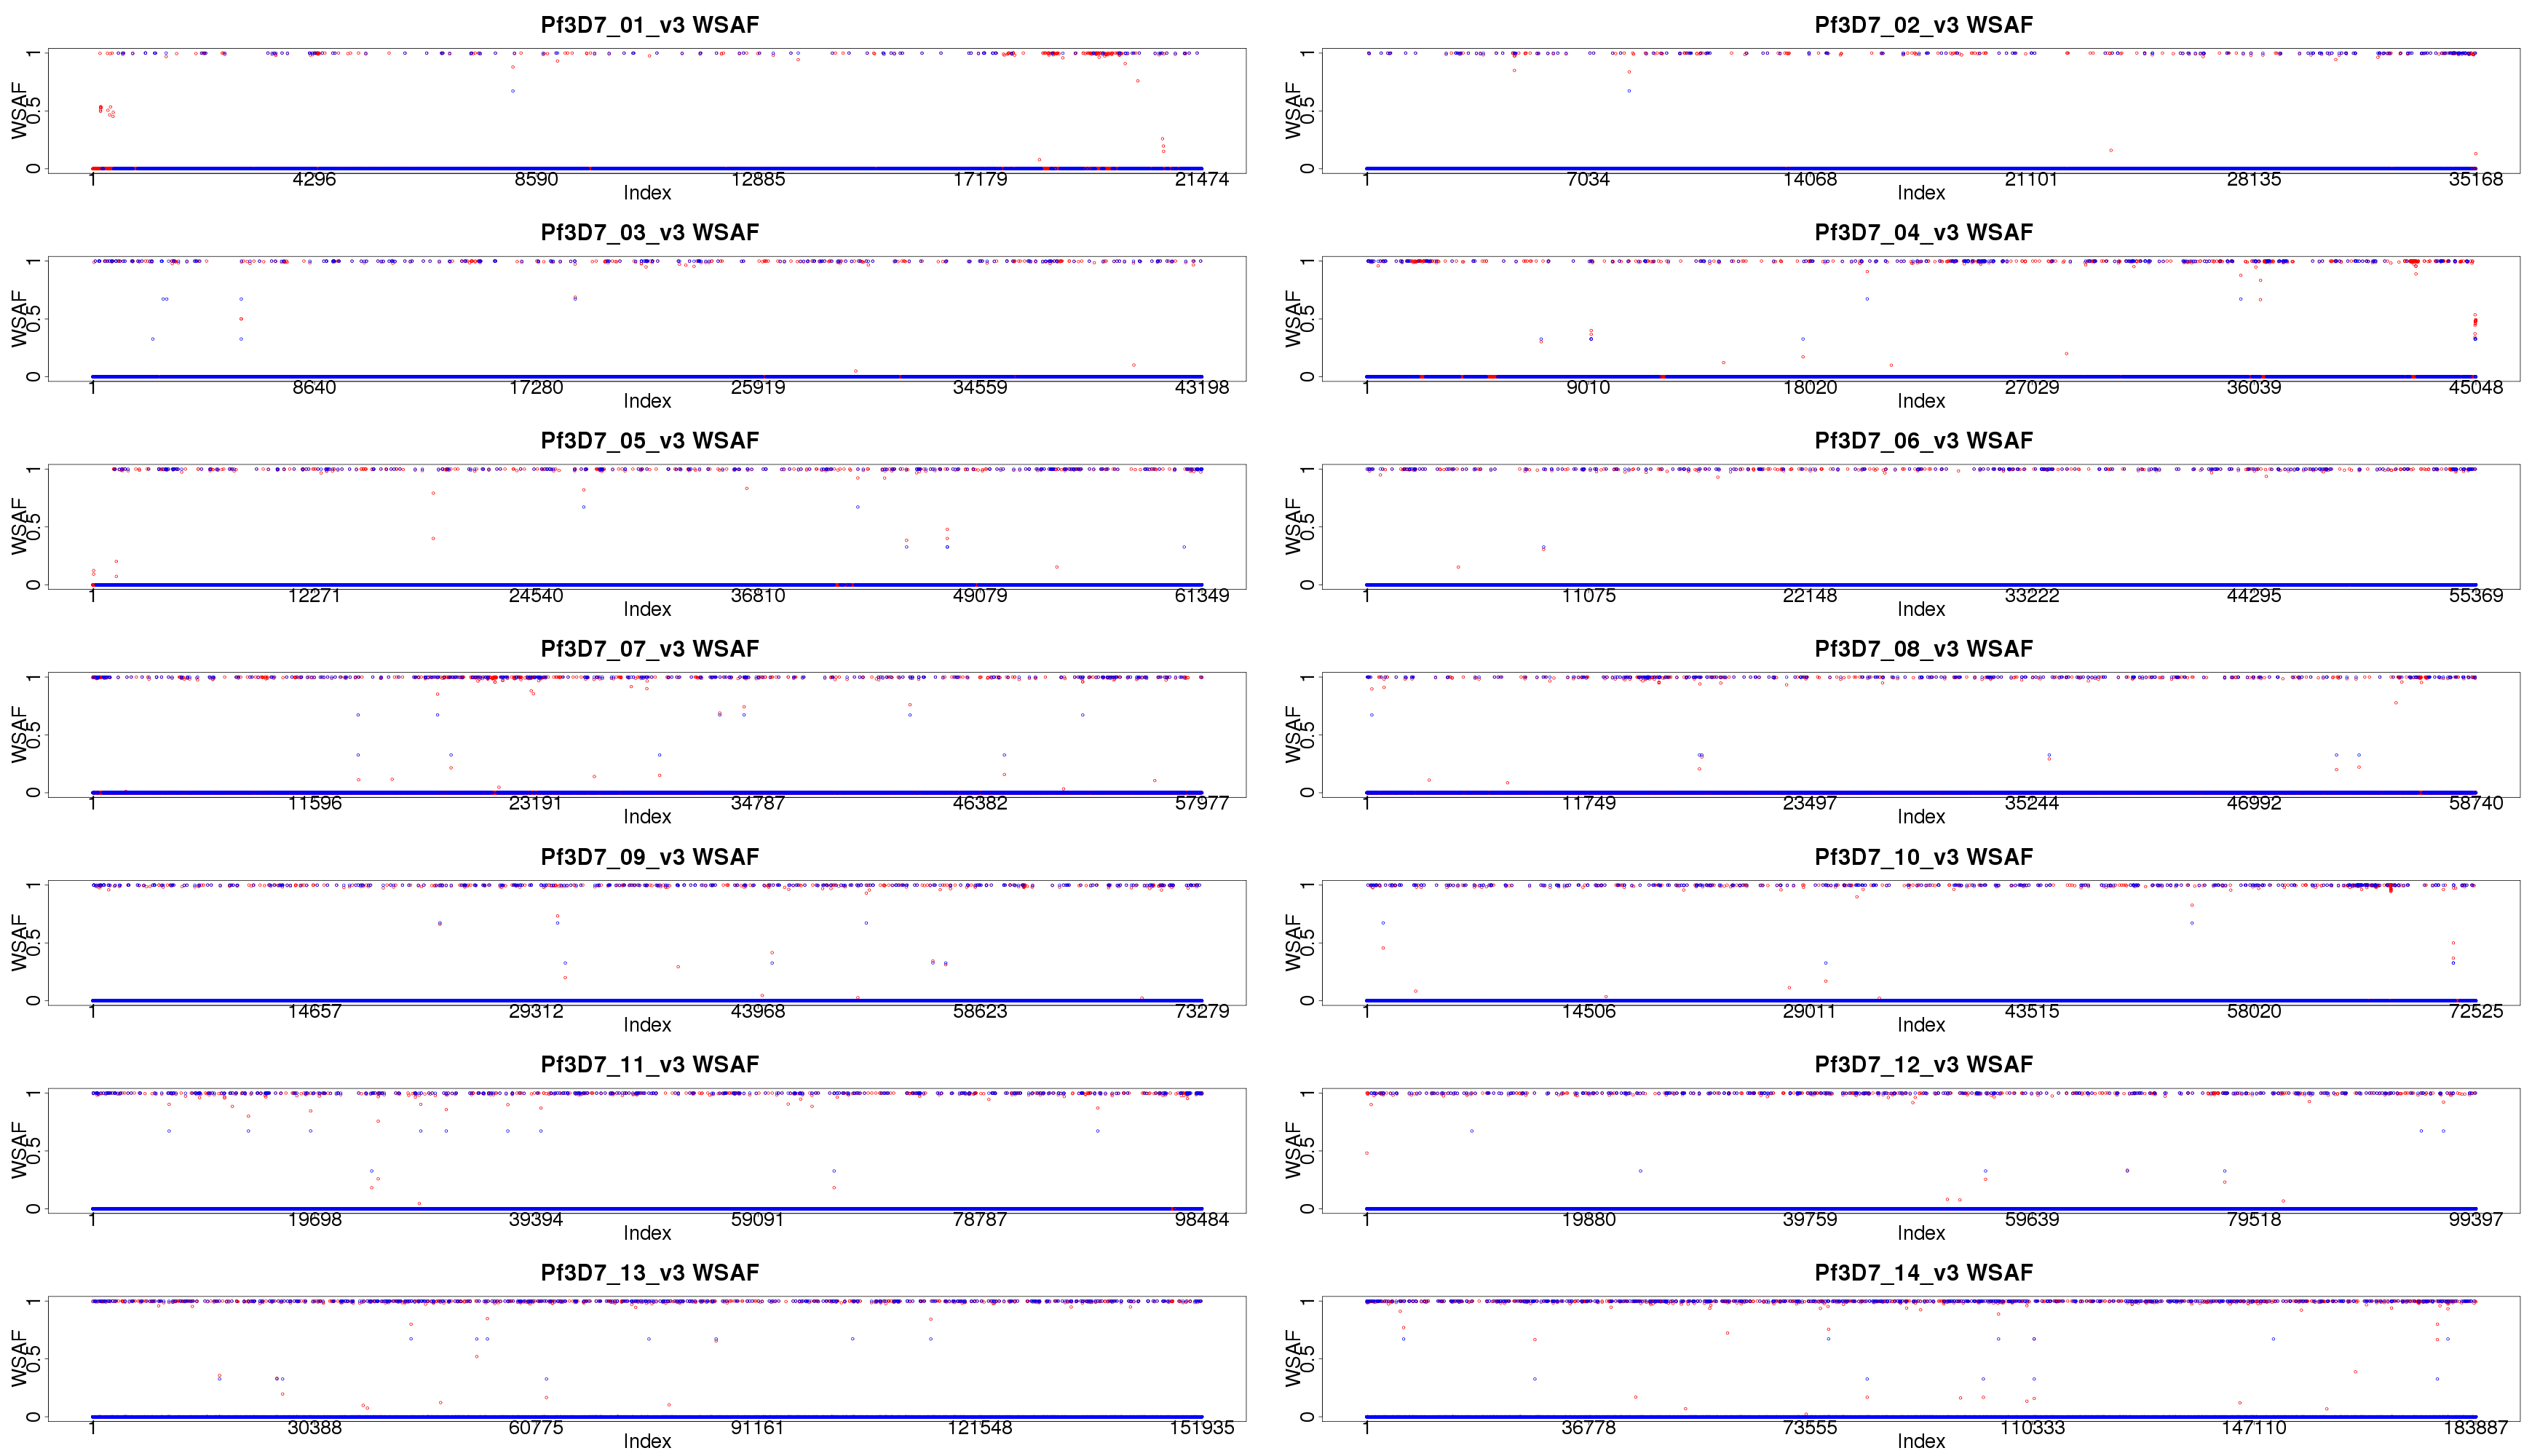 Pf3D7_01_v3 WSAF
WSAF
1
0.5
0
1 4296 8590 12885 17179 21474
Index
Pf3D7_02_v3 WSAF
WSAF
1
0.5
0
1 7034 14068 21101 28135 35168
Index
Pf3D7_03_v3 WSAF
WSAF
1
0.5
0
1 8640 17280 25919 34559 43198
Index
Pf3D7_04_v3 WSAF
WSAF
1
0.5
0
1 9010 18020 27029 36039 45048
Index
Pf3D7_05_v3 WSAF
WSAF
1
0.5
0
1 12271 24540 36810 49079 61349
Index
Pf3D7_06_v3 WSAF
WSAF
1
0.5
0
1 11075 22148 33222 44295 55369
Index
Pf3D7_07_v3 WSAF
WSAF
1
0.5
0
1 11596 23191 34787 46382 57977
Index
Pf3D7_08_v3 WSAF
WSAF
1
0.5
0
1 11749 23497 35244 46992 58740
Index
Pf3D7_09_v3 WSAF
WSAF
1
0.5
0
1 14657 29312 43968 58623 73279
Index
Pf3D7_10_v3 WSAF
WSAF
1
0.5
0
1 14506 29011 43515 58020 72525
Index
Pf3D7_11_v3 WSAF
WSAF
1
0.5
0
1 19698 39394 59091 78787 98484
Index
Pf3D7_12_v3 WSAF
WSAF
1
0.5
0
1 19880 39759 59639 79518 99397
Index
Pf3D7_13_v3 WSAF
WSAF
1
0.5
0
1 30388 60775 91161 121548 151935
Index
Pf3D7_14_v3 WSAF
WSAF
1
0.5
0
1 36778 73555 110333 147110 183887
Index